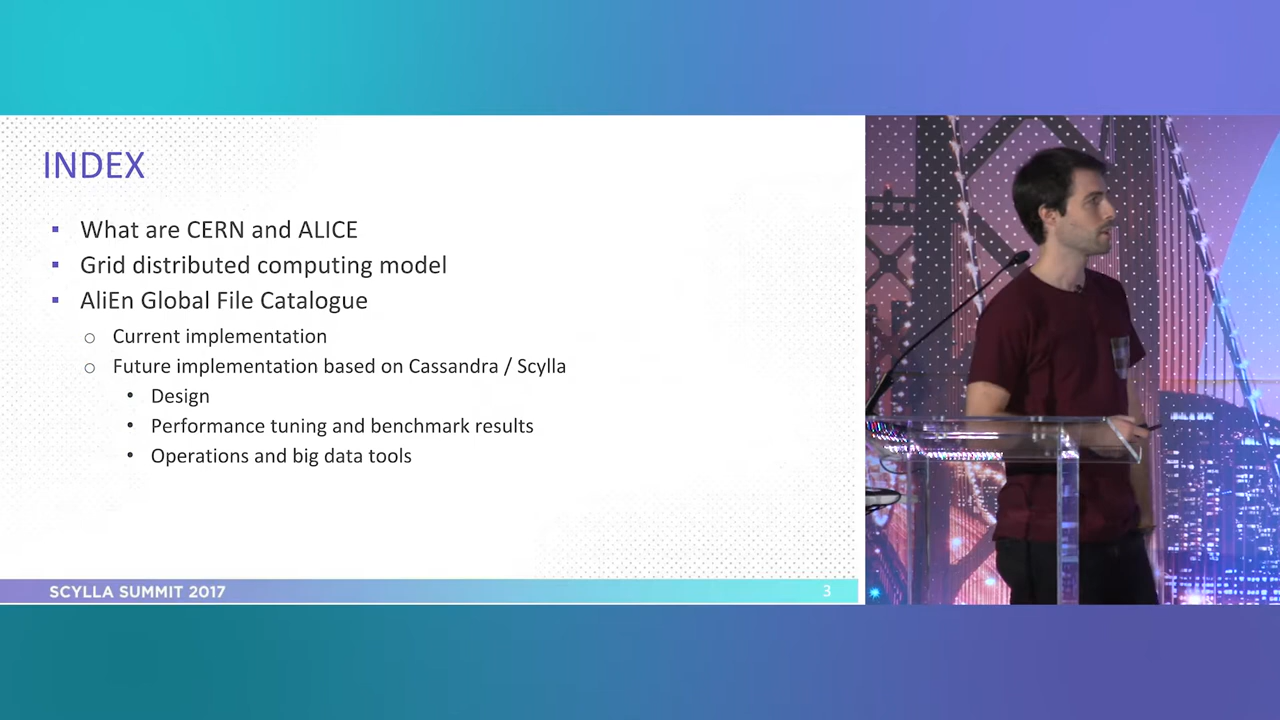 INDEX
What are CERN and ALICE
Grid distributed computing model
AliEn Global File Catalogue
Current implementation
Future implementation based on Cassandra / Scylla
Design
Performance tuning and benchmark results
Operations and big data tools
SCYLLA SUMMIT 2017
3